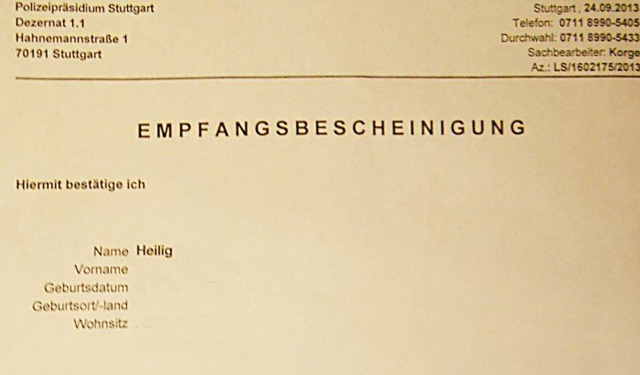 Polizeipräsidium Stuttgart
Dezernat 1.1
Hahnemannstraße 1
70191 Stuttgart
Stuttgart, 24.09.2013
Telefon: 0711 8990-5405
Durchwahl: 0711 8990-5433
Sachbearbeiter: Korge
Az.: LS/1602175/2013
EMPFANGSBESCHEINIGUNG
Hiermit bestätige ich
Name Heilig
Vorname
Geburtsdatum
Geburtsort/-land
Wohnsitz